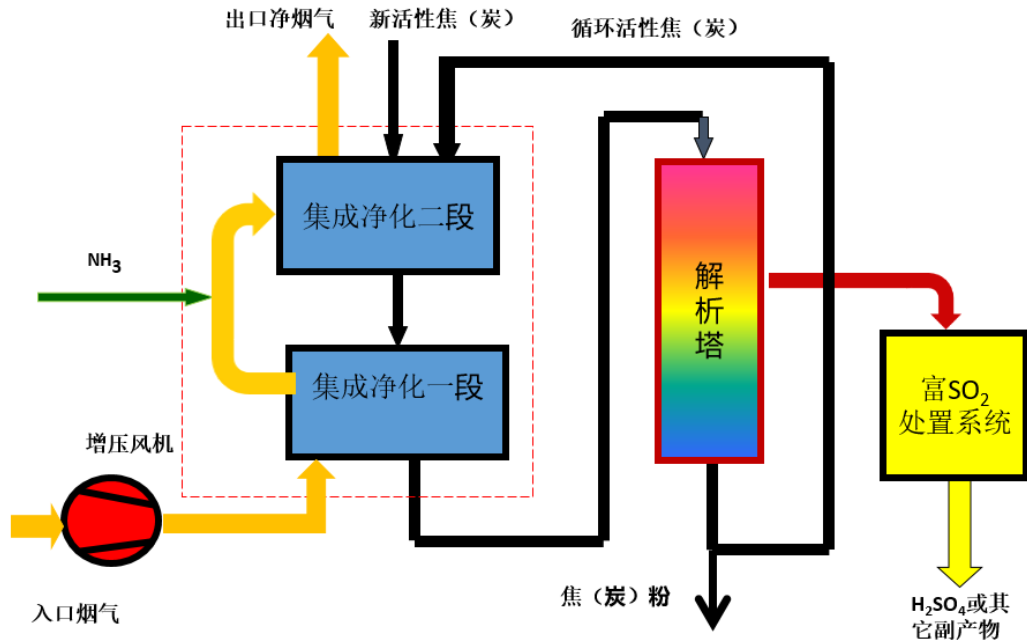 出口净烟气
新活性焦（炭）
循环活性焦（炭）
集成净化二段
NH₃
解
析
塔
集成净化一段
富SO₂
处置系统
增压风机
入口烟气
焦（炭）粉
H₂SO₄或其
它副产物